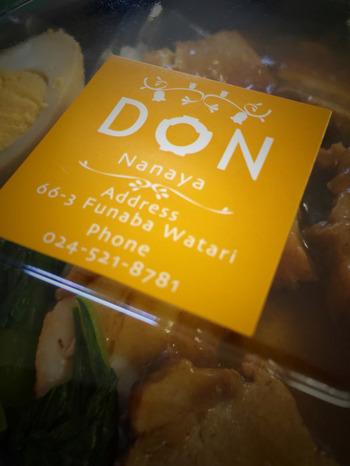 DON
Nanaya
Address
66-3 Funaba Watari
Phone
024-521-8781